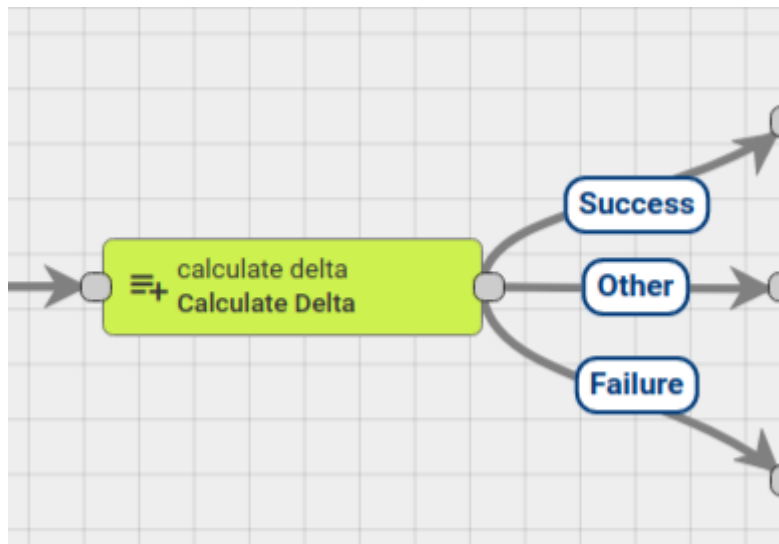 Success
calculate delta
Calculate Delta
Other
Failure